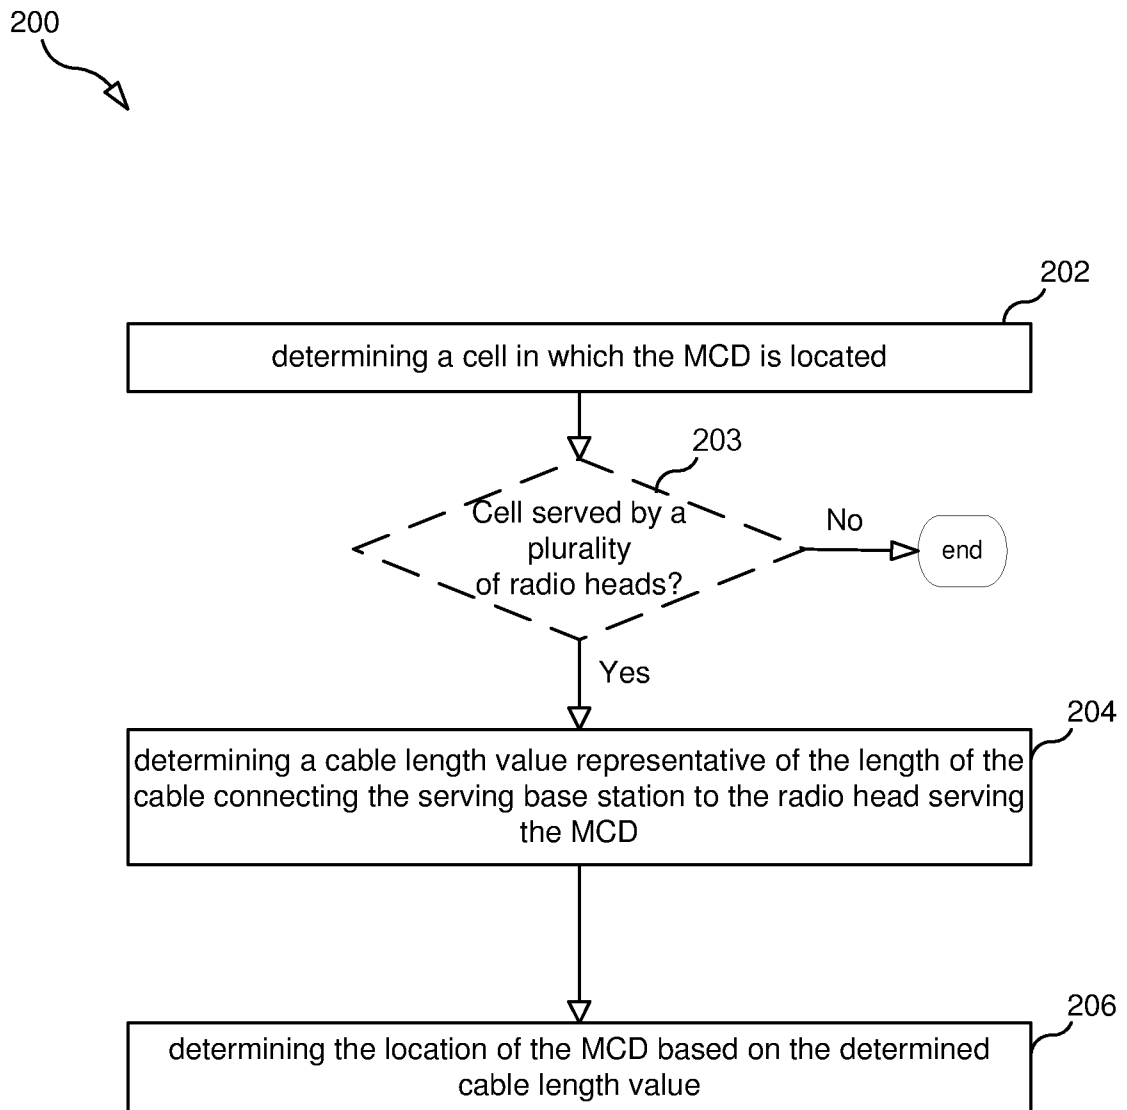 200
202
determining a cell in which the MCD is located
203
Cell served by a
plurality
of radio heads?
No
end
Yes
204
determining a cable length value representative of the length of the
cable connecting the serving base station to the radio head serving
the MCD
206
determining the location of the MCD based on the determined
cable length value